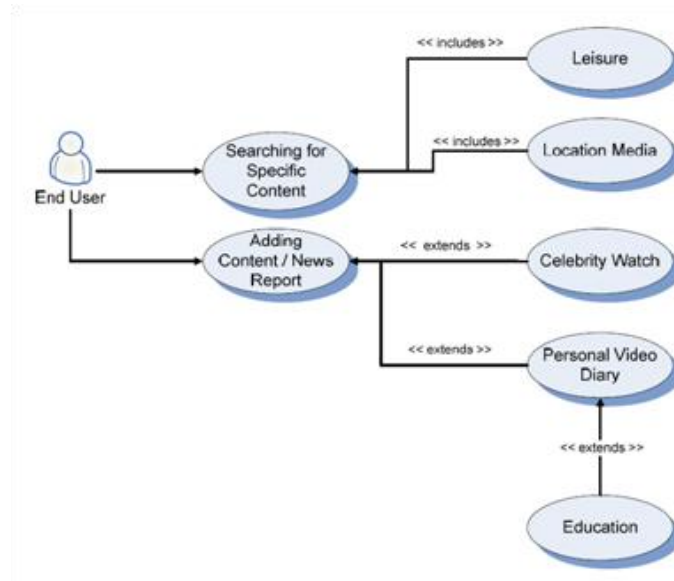 << includes >>
Leisure
<< includes >>
Location Media
Searching for
Specific
Content
End User
Adding
Content / News
Report
<< extends >>
Celebrity Watch
<< extends >>
Personal Video
Diary
<< extends >>
Education